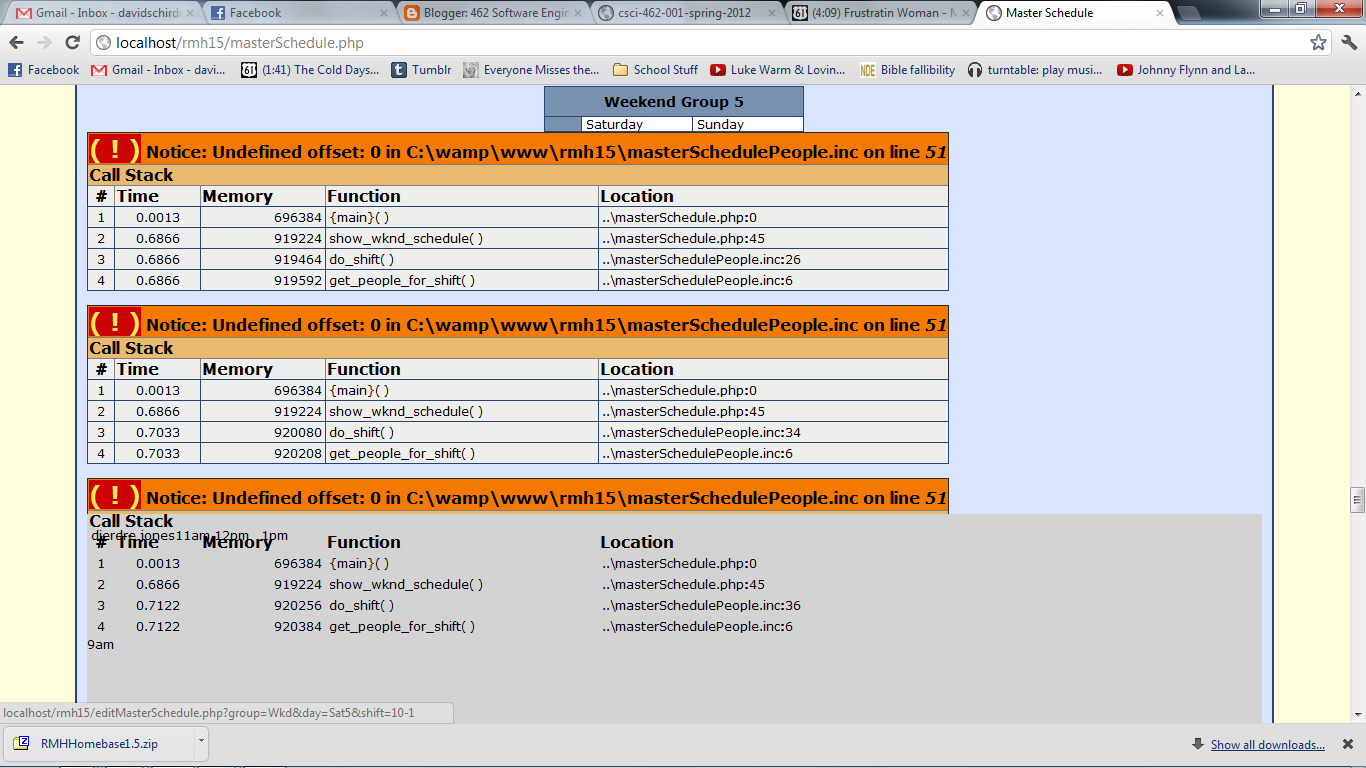 Gmail - Inbox - davidschird
Facebook
Blogger: 462 Software Engin
csci-462-001-spring-2012
(4:09) Frustratin Woman - M
Master Schedule
localhost/rmh15/masterSchedule.php
Facebook
Gmail - Inbox - davi...
(1:41) The Cold Days...
Tumblr
Everyone Misses the...
School Stuff
Luke Warm & Lovin...
Bible fallibility
turntable: play musi...
Johnny Flynn and La...
Weekend Group 5
Saturday Sunday
( ! ) Notice: Undefined offset: 0 in C:\wamp\www\rmh15\masterSchedulePeople.inc on line 51
Call Stack
# Time Memory Function Location
1 0.0013 696384 {main}( ) ..\masterSchedule.php:0
2 0.6866 919224 show_wknd_schedule( ) ..\masterSchedule.php:45
3 0.6866 919464 do_shift( ) ..\masterSchedulePeople.inc:26
4 0.6866 919592 get_people_for_shift( ) ..\masterSchedulePeople.inc:6
( ! ) Notice: Undefined offset: 0 in C:\wamp\www\rmh15\masterSchedulePeople.inc on line 51
Call Stack
# Time Memory Function Location
1 0.0013 696384 {main}( ) ..\masterSchedule.php:0
2 0.6866 919224 show_wknd_schedule( ) ..\masterSchedule.php:45
3 0.7033 920080 do_shift( ) ..\masterSchedulePeople.inc:34
4 0.7033 920208 get_people_for_shift( ) ..\masterSchedulePeople.inc:6
( ! ) Notice: Undefined offset: 0 in C:\wamp\www\rmh15\masterSchedulePeople.inc on line 51
Call Stack
dierdre jones11am 12pm 1pm
# Time Memory Function Location
1 0.0013 696384 {main}( ) ..\masterSchedule.php:0
2 0.6866 919224 show_wknd_schedule( ) ..\masterSchedule.php:45
3 0.7122 920256 do_shift( ) ..\masterSchedulePeople.inc:36
4 0.7122 920384 get_people_for_shift( ) ..\masterSchedulePeople.inc:6
9am
localhost/rmh15/editMasterSchedule.php?group=Wkd&day=Sat5&shift=10-1
RMHHomebase1.5.zip
Show all downloads...